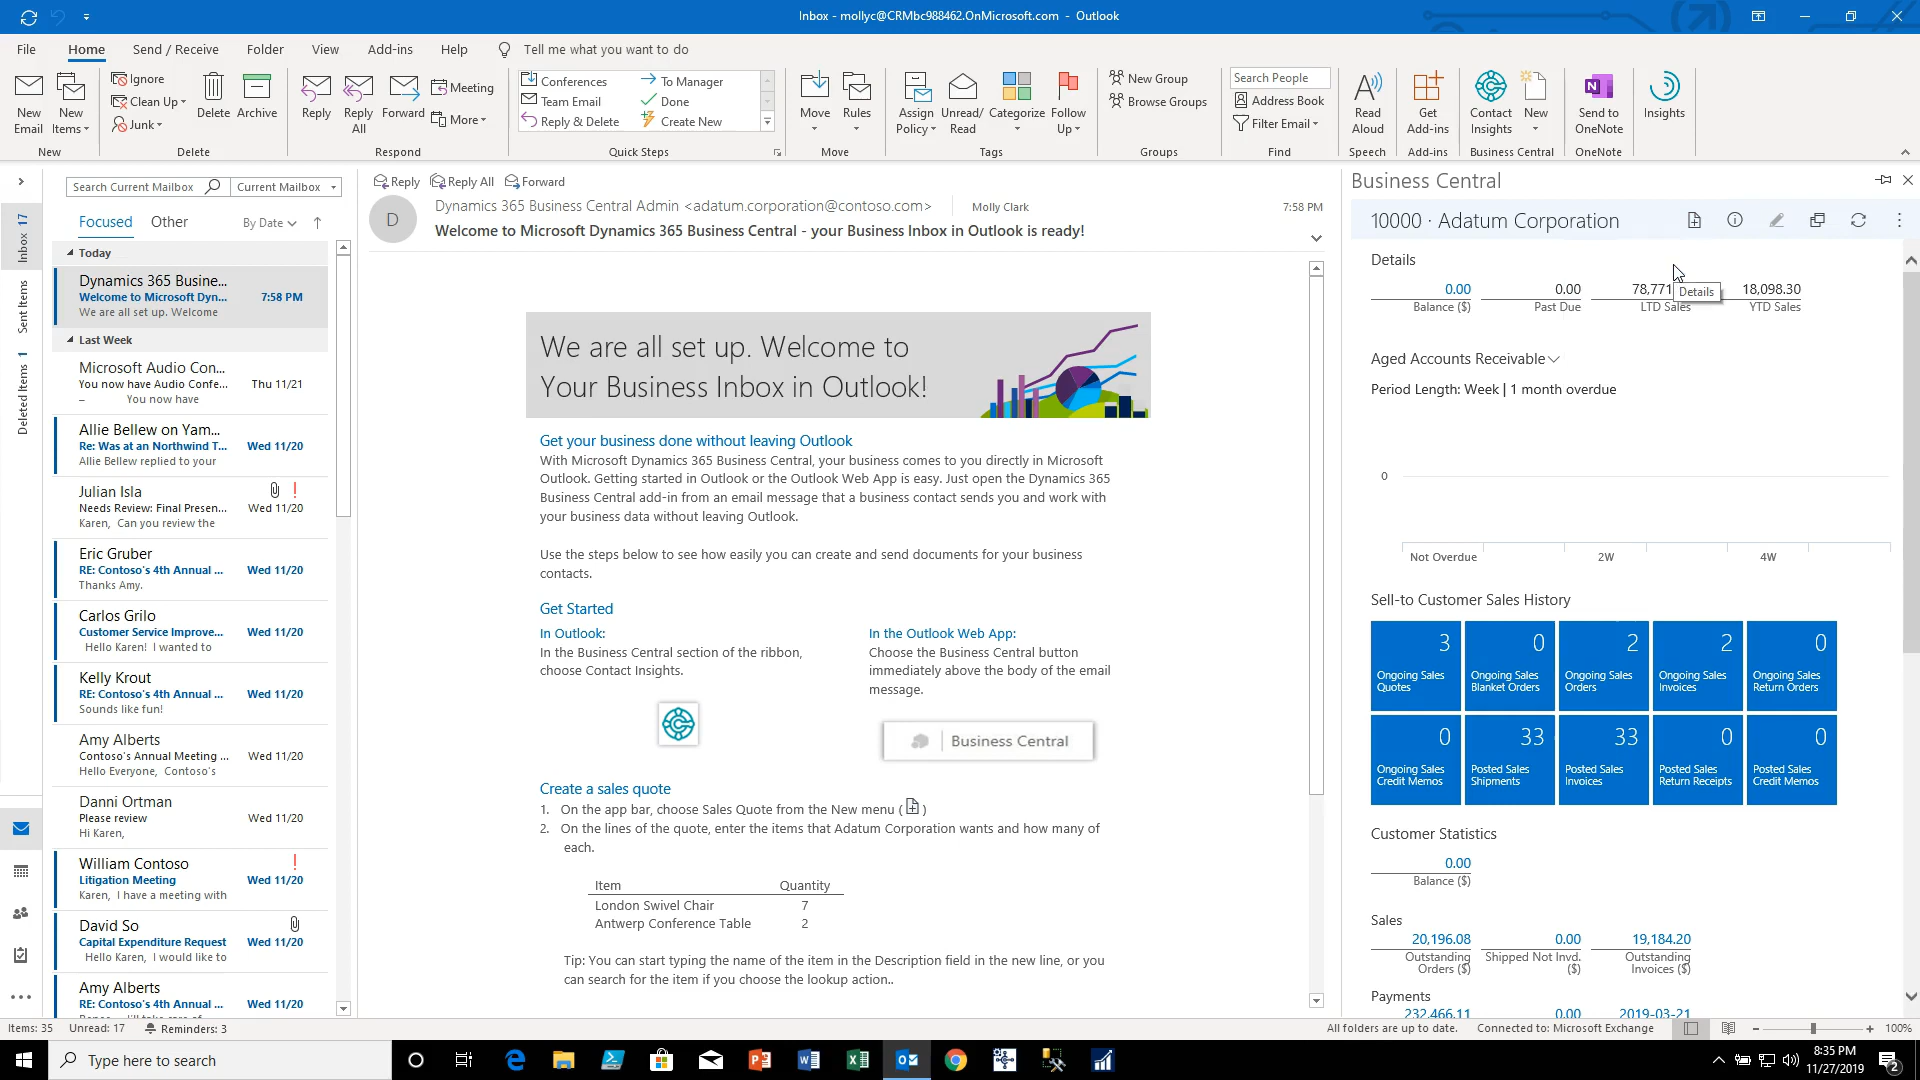 Inbox - mollyc@CRMbc988462.OnMicrosoft.com - Outlook
File Home Send / Receive Folder View Add-ins Help Tell me what you want to do
New Email
New Items
New
Ignore
Clean Up
Junk
Delete
Archive
Delete
Reply
Reply All
Forward
Meeting
More
Respond
Conferences
Team Email
Reply & Delete
To Manager
Done
Create New
Quick Steps
Move
Rules
Move
Assign Policy
Unread/ Read
Categorize
Follow Up
Tags
New Group
Browse Groups
Groups
Search People
Address Book
Filter Email
Find
Read Aloud
Speech
Get Add-ins
Add-ins
Contact Insights
New
Business Central
Send to OneNote
OneNote
Insights
Inbox 17
Sent Items
Deleted Items 1
Search Current Mailbox
Current Mailbox
Focused Other By Date
Today
Dynamics 365 Busine...
Welcome to Microsoft Dyn... 7:58 PM
We are all set up. Welcome
Last Week
Microsoft Audio Con...
You now have Audio Confe... Thu 11/21
– You now have
Allie Bellew on Yam...
Re: Was at an Northwind T... Wed 11/20
Allie Bellew replied to your
Julian Isla
Needs Review: Final Presen... Wed 11/20
Karen, Can you review the
Eric Gruber
RE: Contoso's 4th Annual ... Wed 11/20
Thanks Amy.
Carlos Grilo
Customer Service Improve... Wed 11/20
Hello Karen! I wanted to
Kelly Krout
RE: Contoso's 4th Annual ... Wed 11/20
Sounds like fun!
Amy Alberts
Contoso's Annual Meeting ... Wed 11/20
Hello Everyone, Contoso's
Danni Ortman
Please review Wed 11/20
Hi Karen,
William Contoso
Litigation Meeting Wed 11/20
Karen, I have a meeting with
David So
Capital Expenditure Request Wed 11/20
Hello Karen, I would like to
Amy Alberts
RE: Contoso's 4th Annual ... Wed 11/20
Reply Reply All Forward
D
Dynamics 365 Business Central Admin <adatum.corporation@contoso.com> Molly Clark 7:58 PM
Welcome to Microsoft Dynamics 365 Business Central - your Business Inbox in Outlook is ready!
We are all set up. Welcome to
Your Business Inbox in Outlook!
Get your business done without leaving Outlook
With Microsoft Dynamics 365 Business Central, your business comes to you directly in Microsoft
Outlook. Getting started in Outlook or the Outlook Web App is easy. Just open the Dynamics 365
Business Central add-in from an email message that a business contact sends you and work with
your business data without leaving Outlook.
Use the steps below to see how easily you can create and send documents for your business
contacts.
Get Started
In Outlook:
In the Business Central section of the ribbon,
choose Contact Insights.
In the Outlook Web App:
Choose the Business Central button
immediately above the body of the email
message.
Business Central
Create a sales quote
1. On the app bar, choose Sales Quote from the New menu ( )
2. On the lines of the quote, enter the items that Adatum Corporation wants and how many of
each.
Item Quantity
London Swivel Chair 7
Antwerp Conference Table 2
Tip: You can start typing the name of the item in the Description field in the new line, or you
can search for the item if you choose the lookup action..
Business Central
10000 · Adatum Corporation
Details
0.00 0.00 78,771 18,098.30
Details
Balance ($) Past Due LTD Sales YTD Sales
Aged Accounts Receivable
Period Length: Week | 1 month overdue
0
Not Overdue 2W 4W
Sell-to Customer Sales History
3 Ongoing Sales Quotes
0 Ongoing Sales Blanket Orders
2 Ongoing Sales Orders
2 Ongoing Sales Invoices
0 Ongoing Sales Return Orders
0 Ongoing Sales Credit Memos
33 Posted Sales Shipments
33 Posted Sales Invoices
0 Posted Sales Return Receipts
0 Posted Sales Credit Memos
Customer Statistics
0.00
Balance ($)
Sales
20,196.08 0.00 19,184.20
Outstanding Orders ($)
Shipped Not Invd. ($)
Outstanding Invoices ($)
Payments
232,466.11 2019-03-21
Items: 35 Unread: 17 Reminders: 3
All folders are up to date. Connected to: Microsoft Exchange 100%
Type here to search
8:35 PM
11/27/2019
2